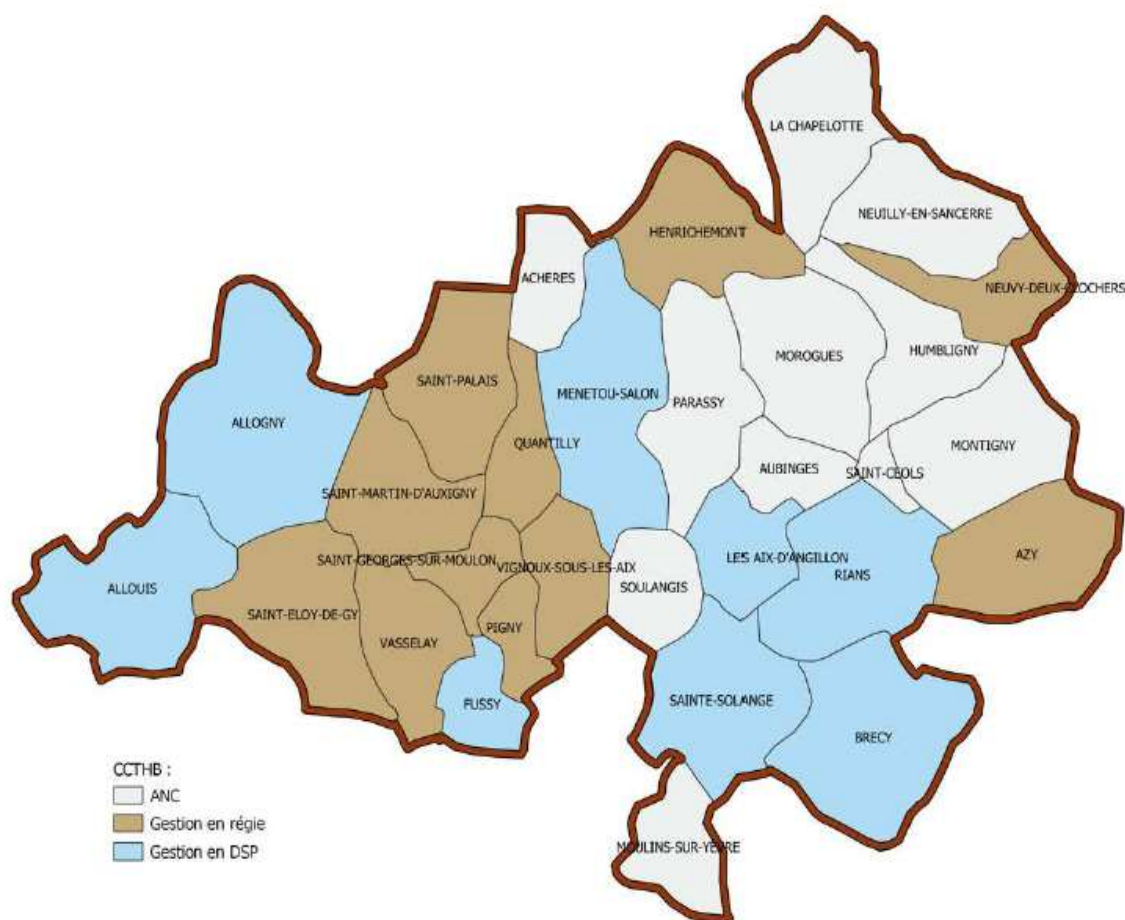 LA CHAPELOTTE
NEUILLY-EN-SANCERRE
HENRICHEMONT
ACHERES
NEUVY-DEUX-CLOCHERS
HUMBLIGNY
MOROGUES
SAINT-PALAIS
MENETOU-SALON
PARASSY
ALLOGNY
QUANTILLY
MONTIGNY
AUBINGES
SAINT-CEOLS
SAINT-MARTIN-D'AUXIGNY
AZY
LES AIX-D'ANGILLON
SAINT-GEORGES-SUR-MOULON
VIGNOUX-SOUS-LES-AIX
RIANS
ALLOUIS
SOULANGIS
SAINT-ELOY-DE-GY
PIGNY
VASSELAY
SAINTE-SOLANGE
FUSSY
BRECY
MOULINS-SUR-YEVRE
CCTHB :
ANC
Gestion en régie
Gestion en DSP